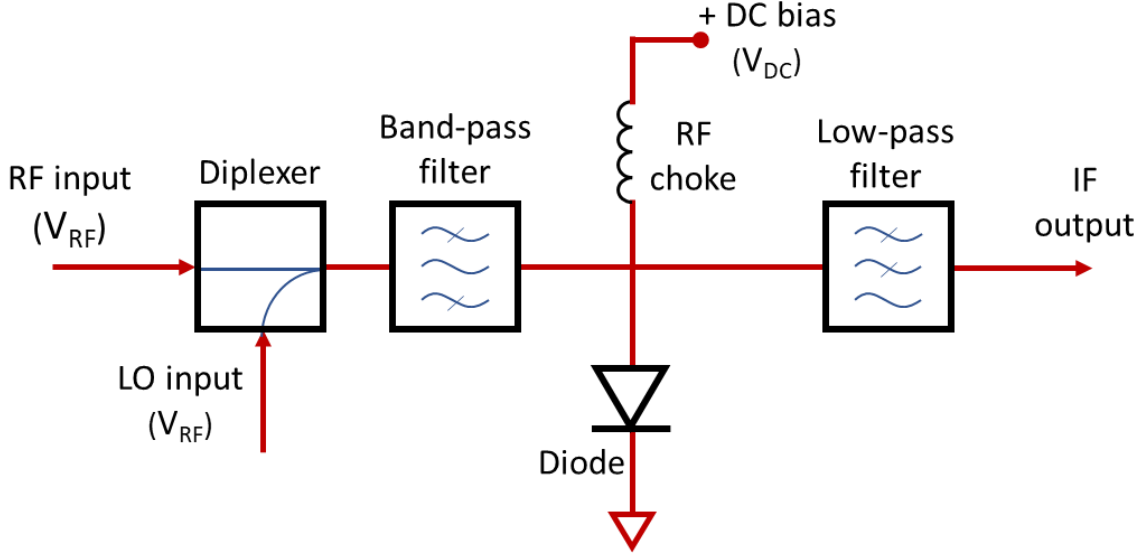 + DC bias
(VDC)
Band-pass
filter
RF
choke
Low-pass
filter
RF input
(VRF)
Diplexer
IF
output
LO input
(VRF)
Diode